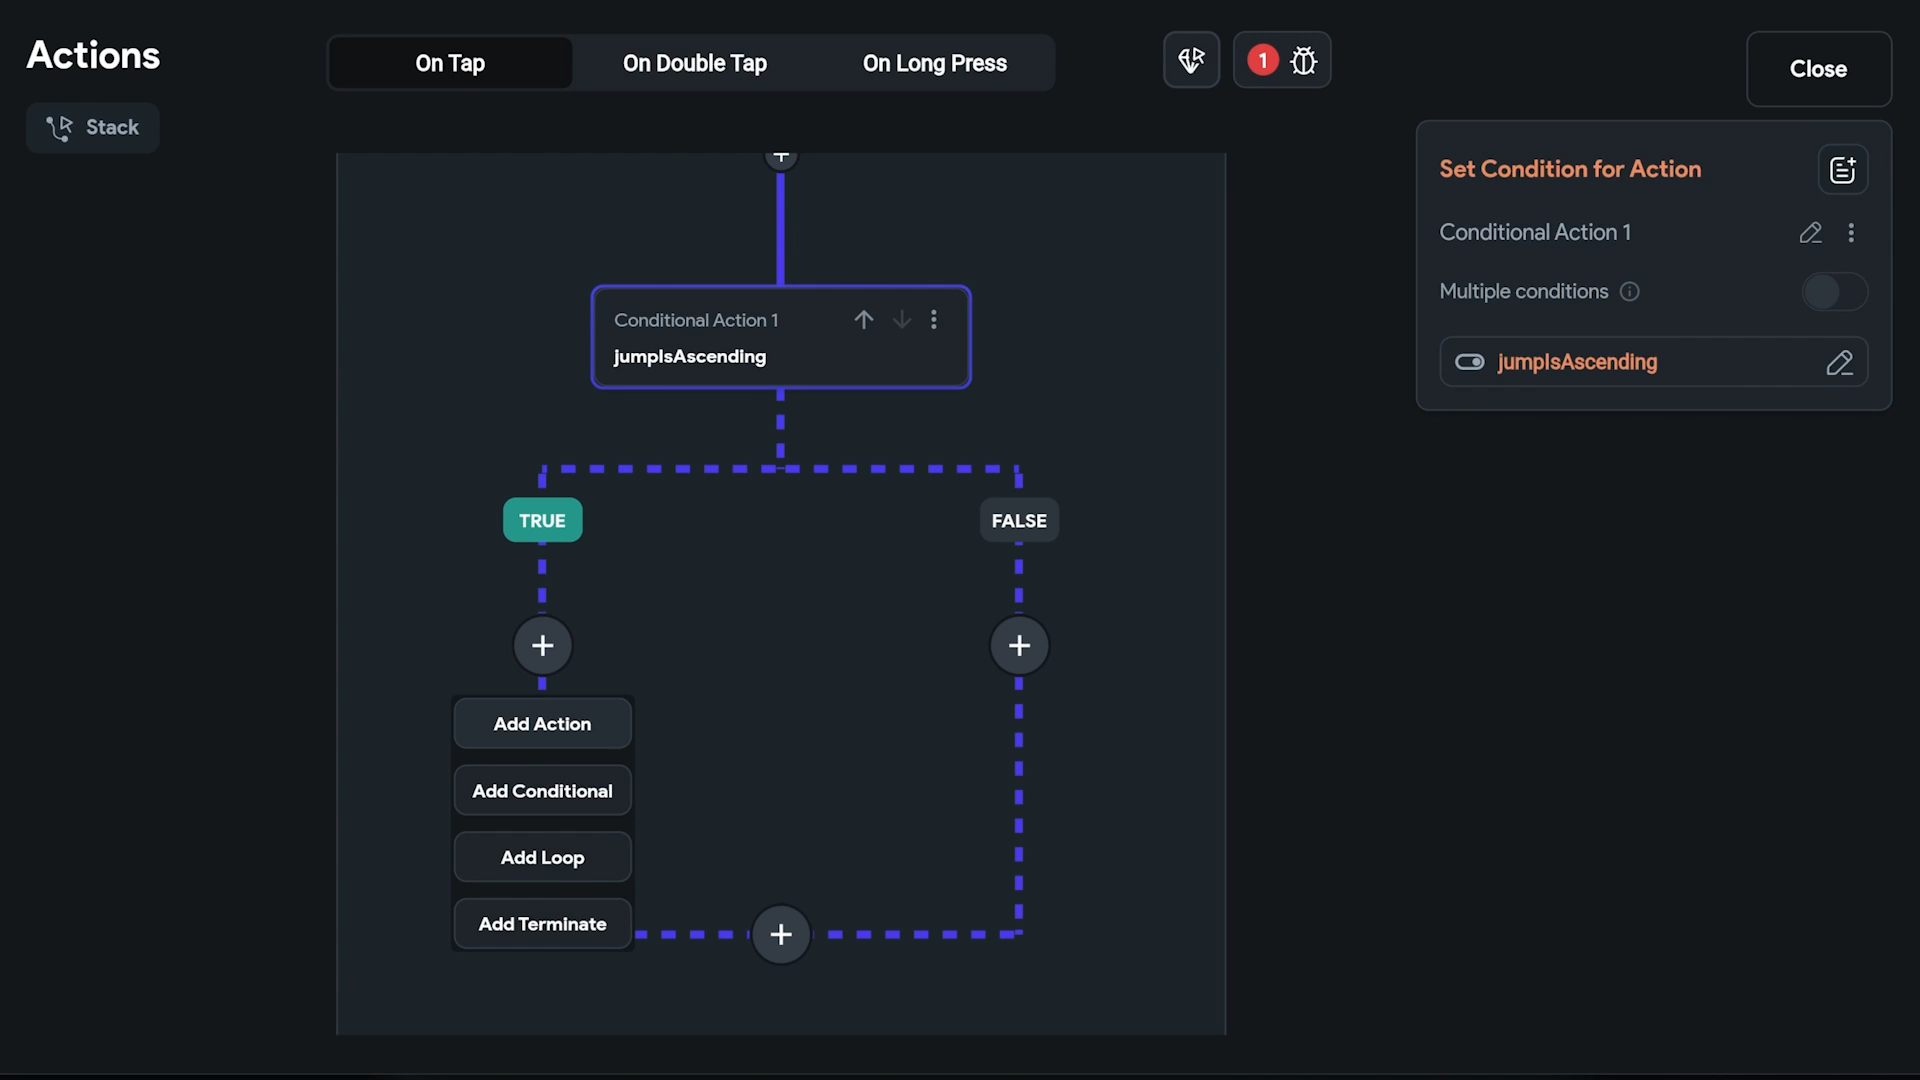 Actions
On Tap
On Double Tap
On Long Press
1
Close
Stack
Set Condition for Action
Conditional Action 1
Multiple conditions
jumpIsAscending
Conditional Action 1
jumpIsAscending
TRUE
FALSE
Add Action
Add Conditional
Add Loop
Add Terminate